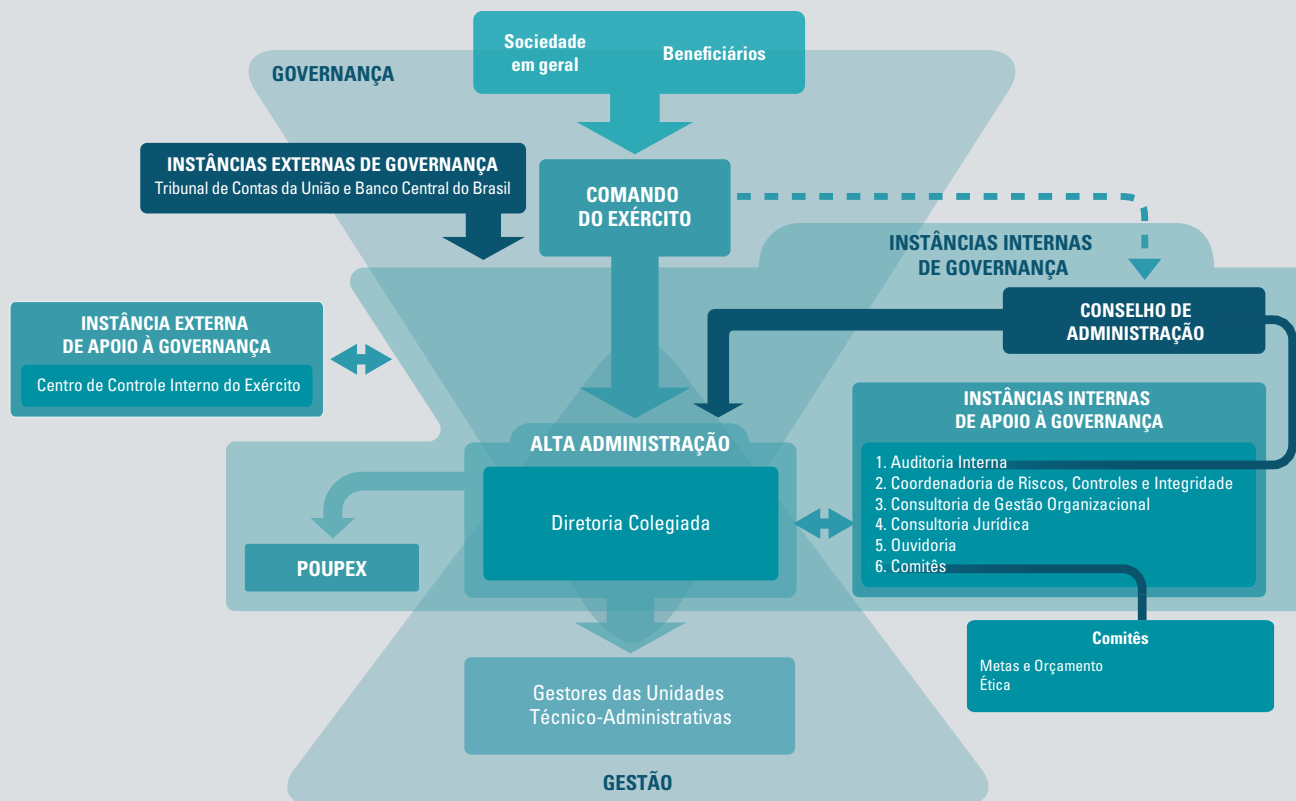 Sociedade
em geral
Beneficiários
GOVERNANÇA
INSTÂNCIAS EXTERNAS DE GOVERNANÇA
Tribunal de Contas da União e Banco Central do Brasil
COMANDO
DO EXÉRCITO
INSTÂNCIAS INTERNAS
DE GOVERNANÇA
CONSELHO DE
ADMINISTRAÇÃO
INSTÂNCIA EXTERNA
DE APOIO À GOVERNANÇA
Centro de Controle Interno do Exército
INSTÂNCIAS INTERNAS
DE APOIO À GOVERNANÇA
1. Auditoria Interna
2. Coordenadoria de Riscos, Controles e Integridade
3. Consultoria de Gestão Organizacional
4. Consultoria Jurídica
5. Ouvidoria
6. Comitês
ALTA ADMINISTRAÇÃO
Diretoria Colegiada
POUPEX
Comitês
Metas e Orçamento
Ética
Gestores das Unidades
Técnico-Administrativas
GESTÃO